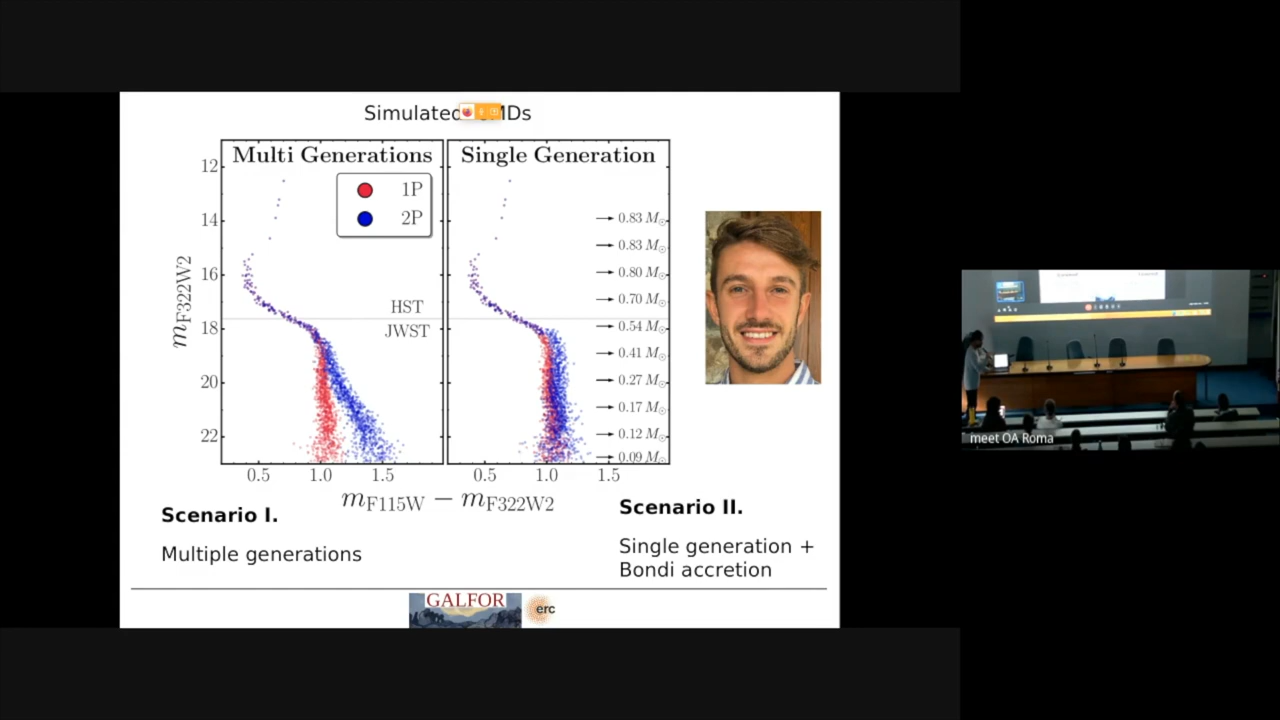 Simulated MDs
Multi Generations
Single Generation
1P
2P
12
14
16
18
20
22
m_F322W2
HST
JWST
0.83 M☉
0.83 M☉
0.80 M☉
0.70 M☉
0.54 M☉
0.41 M☉
0.27 M☉
0.17 M☉
0.12 M☉
0.09 M☉
0.5 1.0 1.5
0.5 1.0 1.5
m_F115W − m_F322W2
Scenario I.
Multiple generations
Scenario II.
Single generation +
Bondi accretion
GALFOR
erc
meet OA Roma